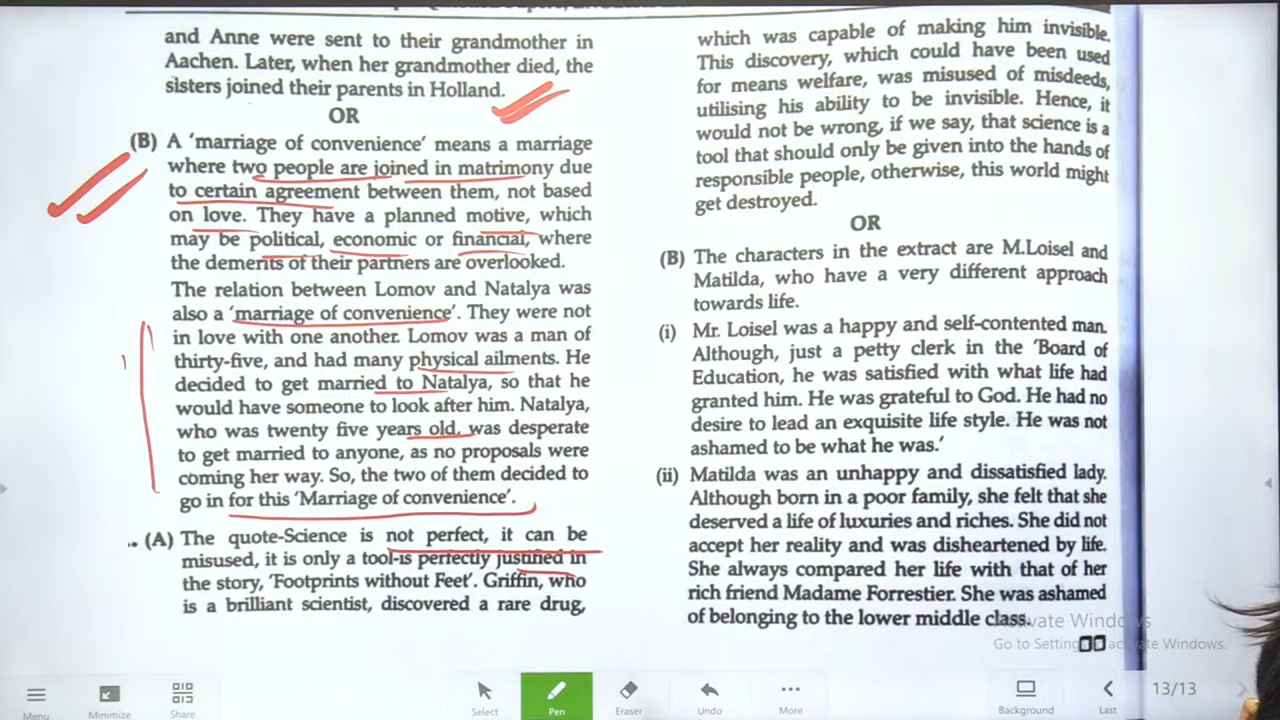 and Anne were sent to their grandmother in
Aachen. Later, when her grandmother died, the
sisters joined their parents in Holland.
OR
(B) A 'marriage of convenience' means a marriage
where two people are joined in matrimony due
to certain agreement between them, not based
on love. They have a planned motive, which
may be political, economic or financial, where
the demerits of their partners are overlooked.
The relation between Lomov and Natalya was
also a 'marriage of convenience'. They were not
in love with one another. Lomov was a man of
thirty-five, and had many physical ailments. He
decided to get married to Natalya, so that he
would have someone to look after him. Natalya,
who was twenty five years old, was desperate
to get married to anyone, as no proposals were
coming her way. So, the two of them decided to
go in for this 'Marriage of convenience'.
(A) The quote-Science is not perfect, it can be
misused, it is only a tool-is perfectly justified in
the story, 'Footprints without Feet'. Griffin, who
is a brilliant scientist, discovered a rare drug,
which was capable of making him invisible.
This discovery, which could have been used
for means welfare, was misused of misdeeds,
utilising his ability to be invisible. Hence, it
would not be wrong, if we say, that science is a
tool that should only be given into the hands of
responsible people, otherwise, this world might
get destroyed.
OR
(B) The characters in the extract are M.Loisel and
Matilda, who have a very different approach
towards life.
(i) Mr. Loisel was a happy and self-contented man.
Although, just a petty clerk in the 'Board of
Education, he was satisfied with what life had
granted him. He was grateful to God. He had no
desire to lead an exquisite life style. He was not
ashamed to be what he was.'
(ii) Matilda was an unhappy and dissatisfied lady.
Although born in a poor family, she felt that she
deserved a life of luxuries and riches. She did not
accept her reality and was disheartened by life.
She always compared her life with that of her
rich friend Madame Forrestier. She was ashamed
of belonging to the lower middle class.
Activate Windows
Go to Settings to activate Windows.
Menu
Minimize
Share
Select
Pen
Eraser
Undo
More
Background
Last
13/13